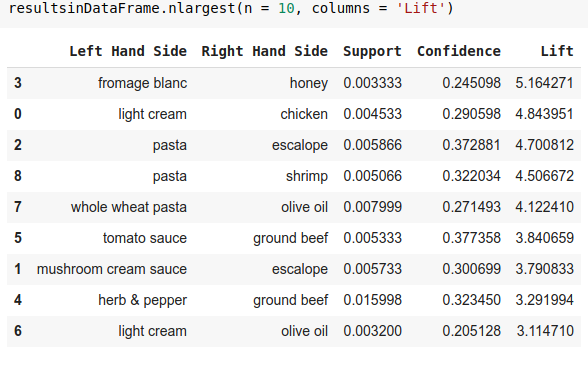 resultsinDataFrame.nlargest(n = 10, columns = 'Lift')
Left Hand Side Right Hand Side Support Confidence Lift
3 fromage blanc honey 0.003333 0.245098 5.164271
0 light cream chicken 0.004533 0.290598 4.843951
2 pasta escalope 0.005866 0.372881 4.700812
8 pasta shrimp 0.005066 0.322034 4.506672
7 whole wheat pasta olive oil 0.007999 0.271493 4.122410
5 tomato sauce ground beef 0.005333 0.377358 3.840659
1 mushroom cream sauce escalope 0.005733 0.300699 3.790833
4 herb & pepper ground beef 0.015998 0.323450 3.291994
6 light cream olive oil 0.003200 0.205128 3.114710